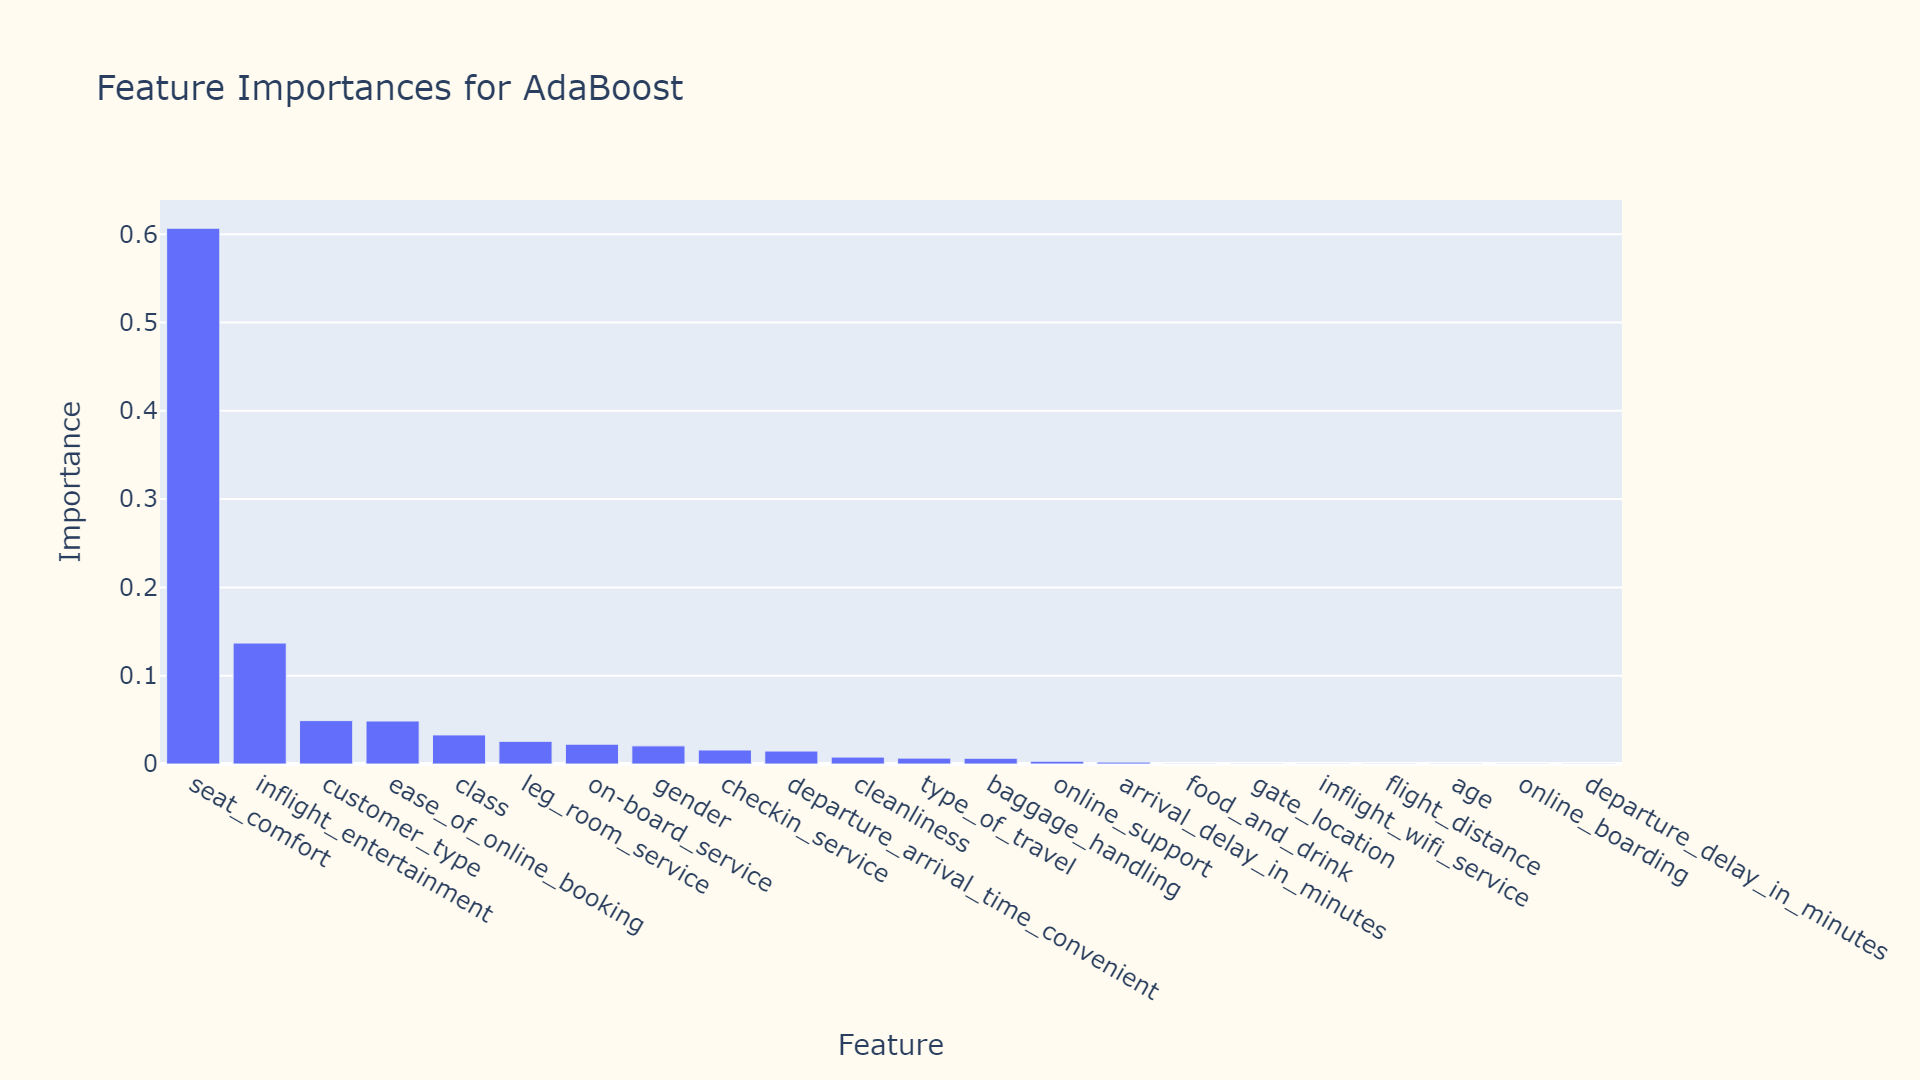 Feature Importances for AdaBoost
Importance
0.6
0.5
0.4
0.3
0.2
0.1
0
seat_comfort
inflight_entertainment
customer_type
ease_of_online_booking
class
leg_room_service
on-board_service
gender
checkin_service
departure_arrival_time_convenient
cleanliness
type_of_travel
baggage_handling
online_support
arrival_delay_in_minutes
food_and_drink
gate_location
inflight_wifi_service
flight_distance
age
online_boarding
departure_delay_in_minutes
Feature